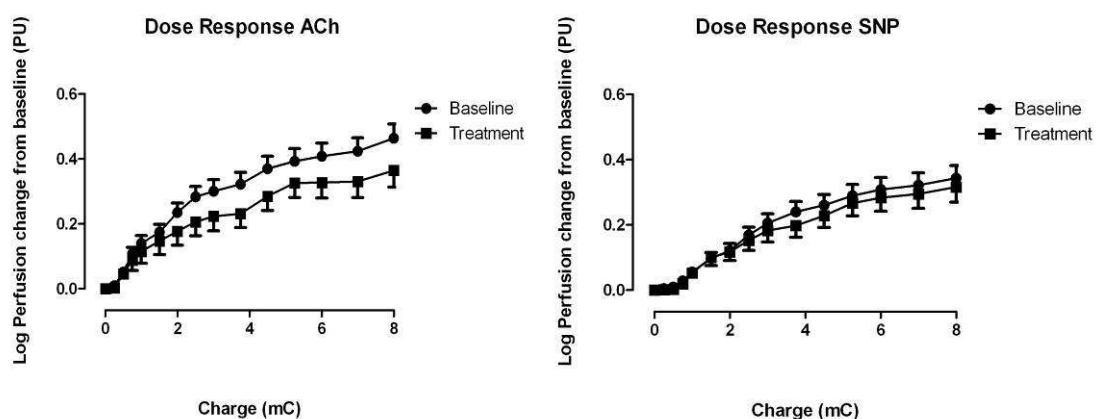 Dose Response ACh
Log Perfusion change from baseline (PU)
0.6
0.4
0.2
0.0
0
2
4
6
8
Charge (mC)
Baseline
Treatment
Dose Response SNP
Log Perfusion change from baseline (PU)
0.6
0.4
0.2
0.0
0
2
4
6
8
Charge (mC)
Baseline
Treatment